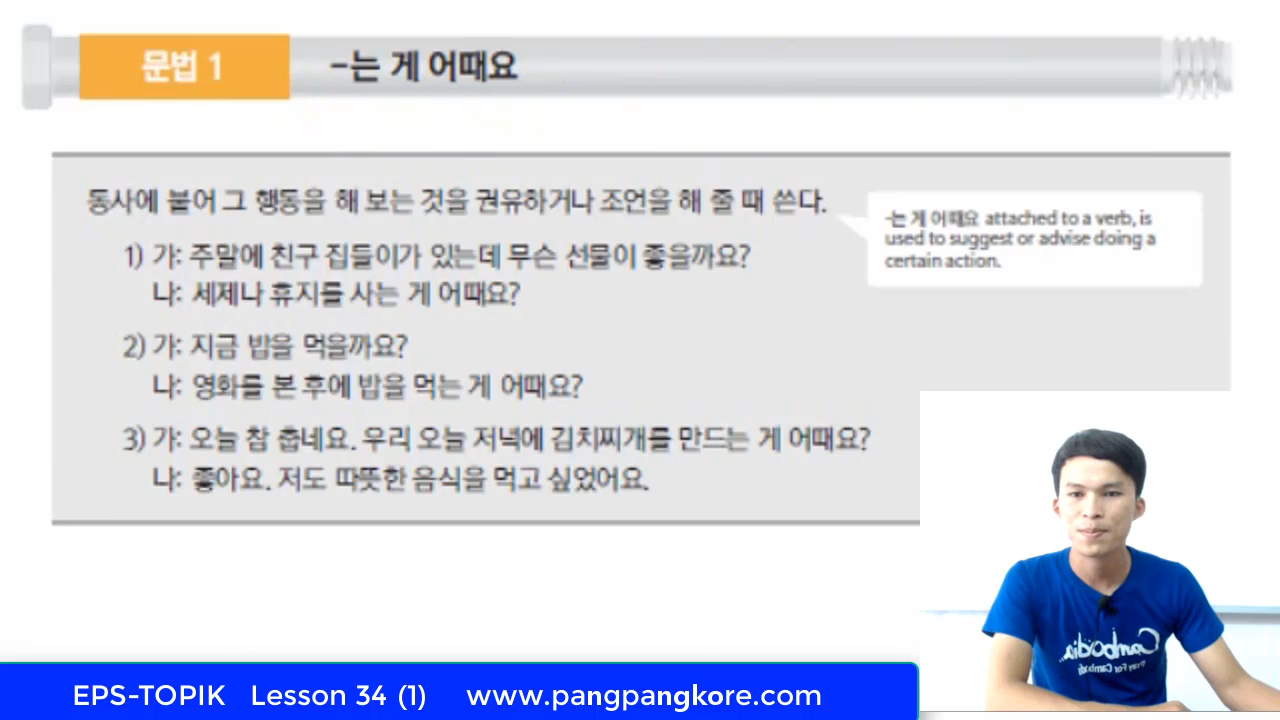 문법 1
-는 게 어때요
동사에 붙어 그 행동을 해 보는 것을 권유하거나 조언을 해 줄 때 쓴다.
-는 게 어때요 attached to a verb, is
used to suggest or advise doing a
certain action.
1) 가: 주말에 친구 집들이가 있는데 무슨 선물이 좋을까요?
나: 세제나 휴지를 사는 게 어때요?
2) 가: 지금 밥을 먹을까요?
나: 영화를 본 후에 밥을 먹는 게 어때요?
3) 가: 오늘 참 춥네요. 우리 오늘 저녁에 김치찌개를 만드는 게 어때요?
나: 좋아요. 저도 따뜻한 음식을 먹고 싶었어요.
Cambodia
Pray For Cambodia
EPS-TOPIK Lesson 34 (1) www.pangpangkore.com